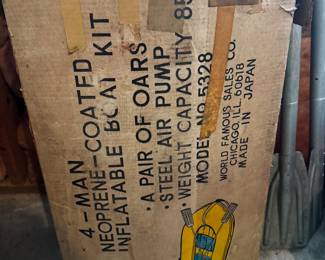 4-MAN
NEOPRENE-COATED
INFLATABLE BOAT KIT
• A PAIR OF OARS
• STEEL AIR PUMP
• WEIGHT CAPACITY 85
MODEL NO 5328
WORLD FAMOUS SALES CO.
CHICAGO, ILL. 60618
MADE IN JAPAN